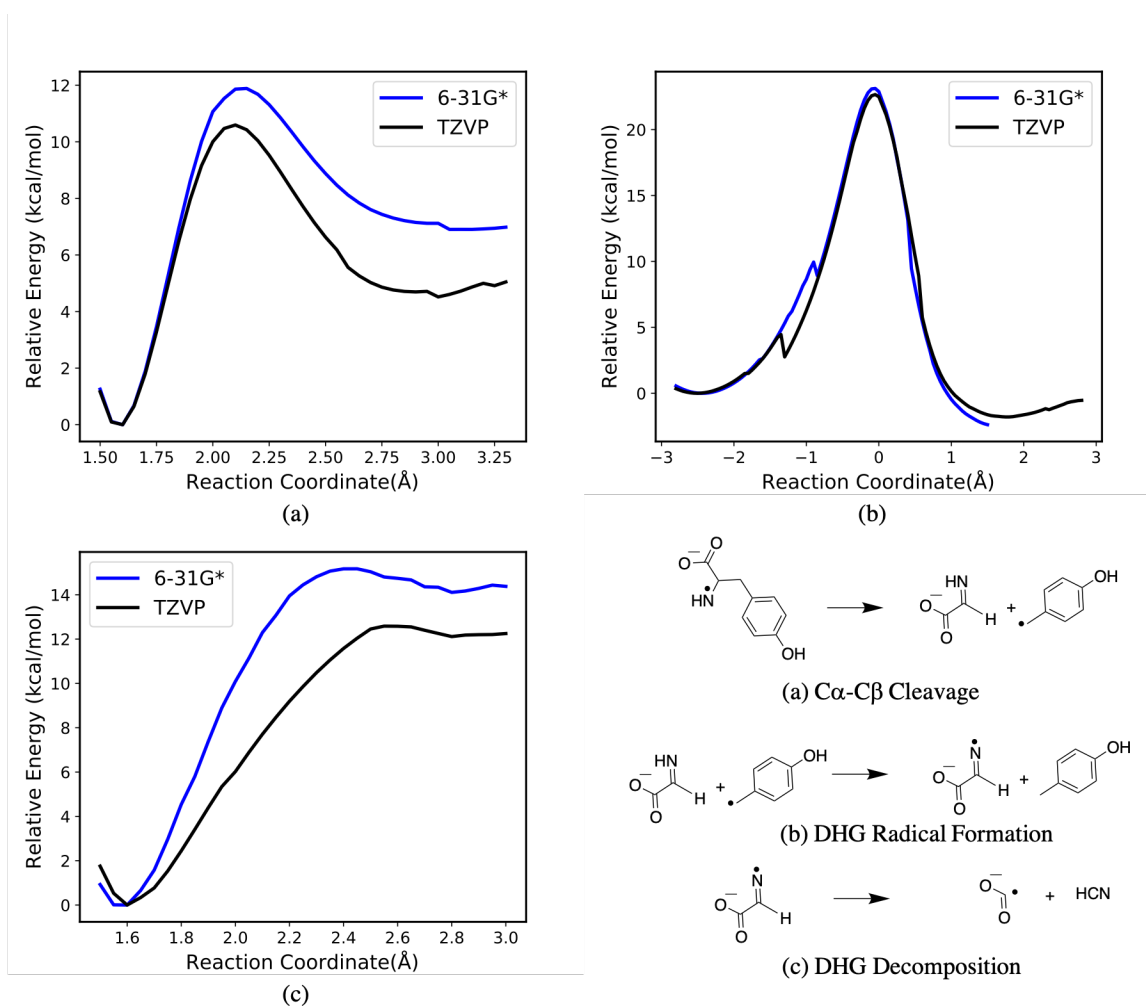 12
10
8
6
4
2
0
Relative Energy (kcal/mol)
6-31G*
TZVP
1.50 1.75 2.00 2.25 2.50 2.75 3.00 3.25
Reaction Coordinate(Å)
(a)
20
15
10
5
0
Relative Energy (kcal/mol)
6-31G*
TZVP
−3 −2 −1 0 1 2 3
Reaction Coordinate(Å)
(b)
14
12
10
8
6
4
2
0
Relative Energy (kcal/mol)
6-31G*
TZVP
1.6 1.8 2.0 2.2 2.4 2.6 2.8 3.0
Reaction Coordinate(Å)
(c)
O
O
HN
OH
HN
O
O
H
+
OH
(a) Cα-Cβ Cleavage
HN
O
O
H
+
OH
N
O
O
H
+
OH
(b) DHG Radical Formation
N
O
O
H
O
O
+
HCN
(c) DHG Decomposition